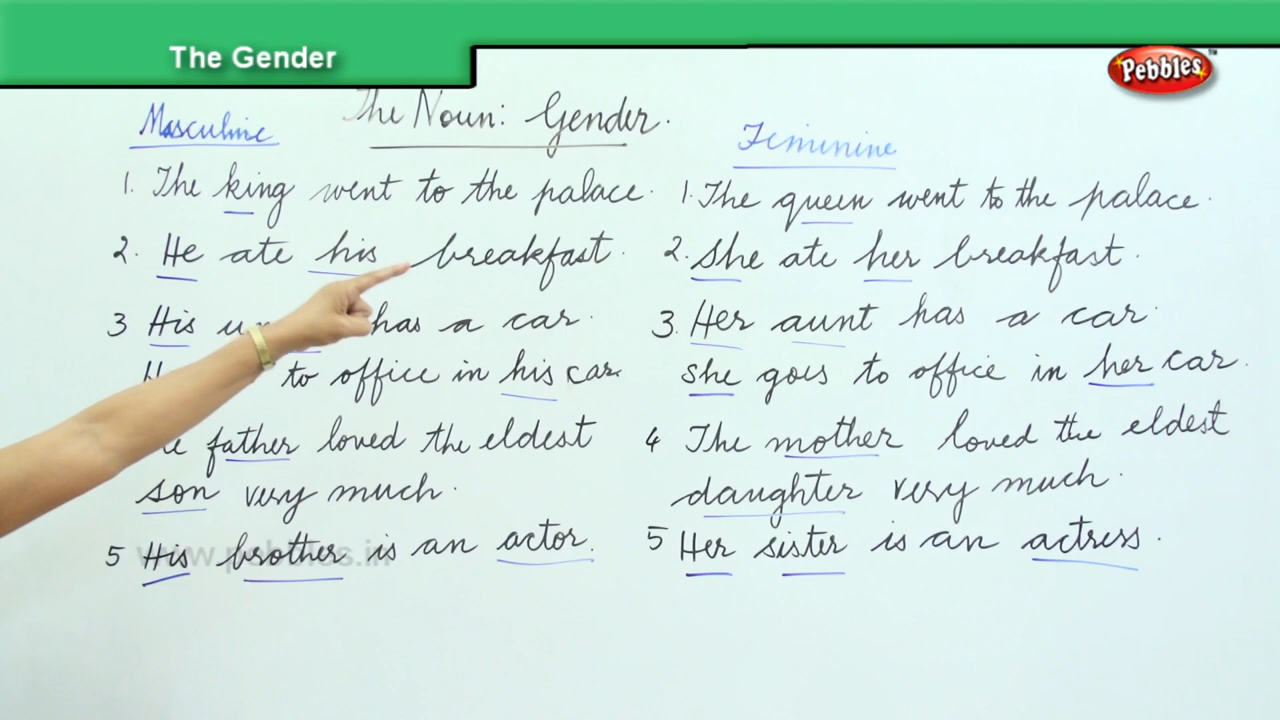 The Gender
Pebbles
The Noun: Gender.
Masculine
1. The king went to the palace.
2. He ate his breakfast.
3 His has a car.
to office in his car.
father loved the eldest
son very much.
5 His brother is an actor.
Feminine
1. The queen went to the palace.
2. She ate her breakfast.
3. Her aunt has a car.
she goes to office in her car.
4 The mother loved the eldest
daughter very much.
5 Her sister is an actress.
www.pebbles.in